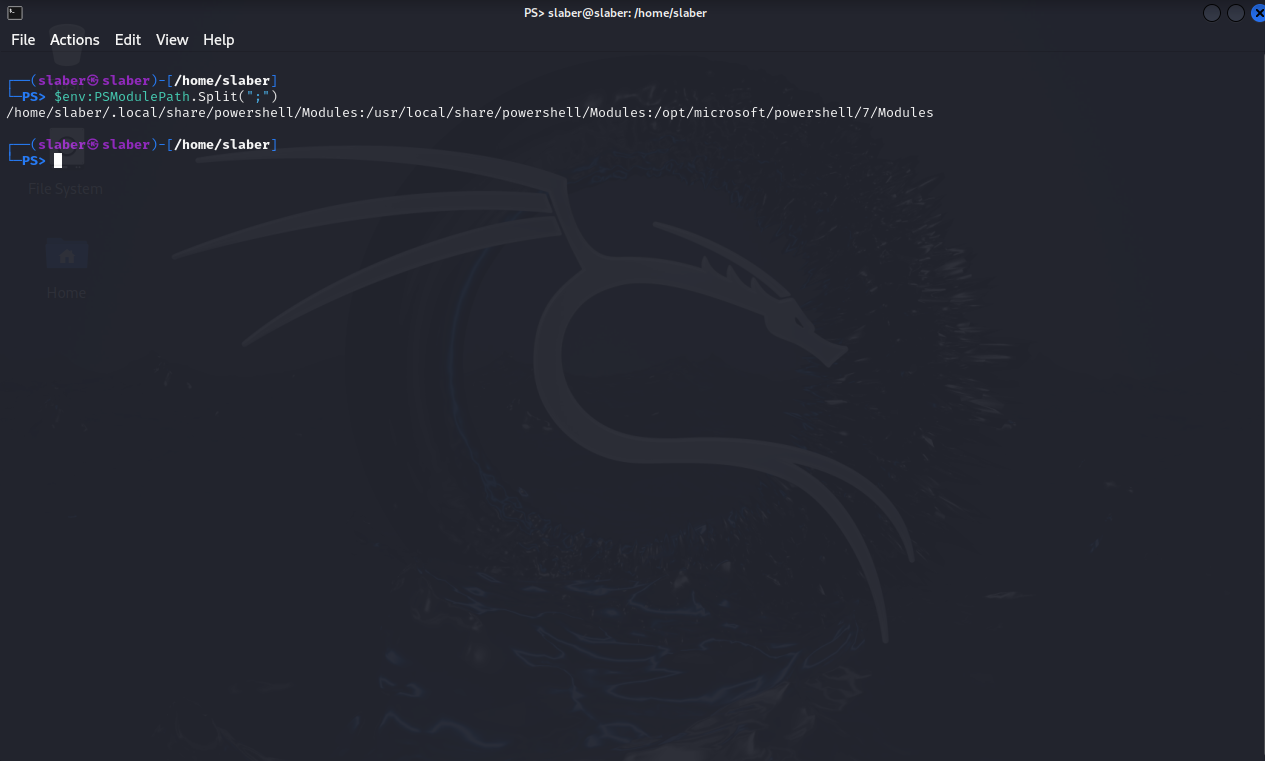 PS> slaber@slaber: /home/slaber
File Actions Edit View Help
┌──(slaber㉿slaber)-[/home/slaber]
└─PS> $env:PSModulePath.Split(";")
/home/slaber/.local/share/powershell/Modules:/usr/local/share/powershell/Modules:/opt/microsoft/powershell/7/Modules
┌──(slaber㉿slaber)-[/home/slaber]
└─PS>
File System
Home